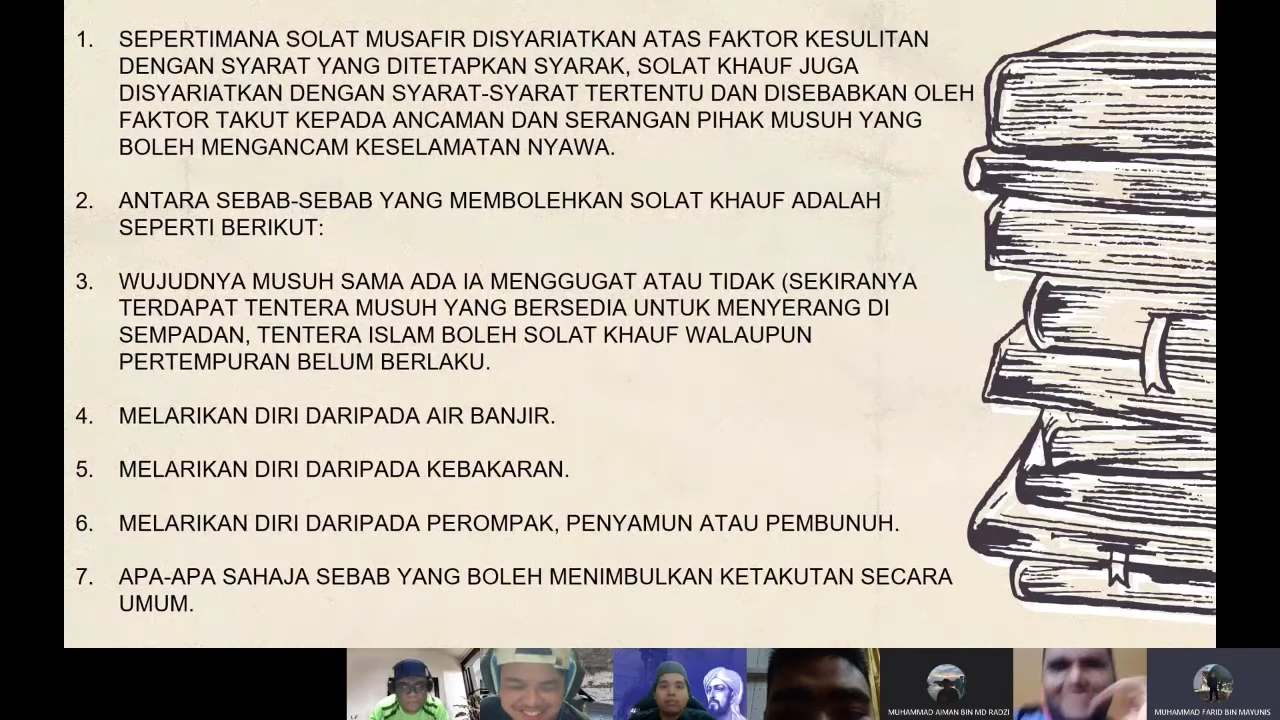 1. SEPERTIMANA SOLAT MUSAFIR DISYARIATKAN ATAS FAKTOR KESULITAN
DENGAN SYARAT YANG DITETAPKAN SYARAK, SOLAT KHAUF JUGA
DISYARIATKAN DENGAN SYARAT-SYARAT TERTENTU DAN DISEBABKAN OLEH
FAKTOR TAKUT KEPADA ANCAMAN DAN SERANGAN PIHAK MUSUH YANG
BOLEH MENGANCAM KESELAMATAN NYAWA.
2. ANTARA SEBAB-SEBAB YANG MEMBOLEHKAN SOLAT KHAUF ADALAH
SEPERTI BERIKUT:
3. WUJUDNYA MUSUH SAMA ADA IA MENGGUGAT ATAU TIDAK (SEKIRANYA
TERDAPAT TENTERA MUSUH YANG BERSEDIA UNTUK MENYERANG DI
SEMPADAN, TENTERA ISLAM BOLEH SOLAT KHAUF WALAUPUN
PERTEMPURAN BELUM BERLAKU.
4. MELARIKAN DIRI DARIPADA AIR BANJIR.
5. MELARIKAN DIRI DARIPADA KEBAKARAN.
6. MELARIKAN DIRI DARIPADA PEROMPAK, PENYAMUN ATAU PEMBUNUH.
7. APA-APA SAHAJA SEBAB YANG BOLEH MENIMBULKAN KETAKUTAN SECARA
UMUM.
MUHAMMAD AIMAN BIN MD RADZI
MUHAMMAD FARID BIN MAYUNIS